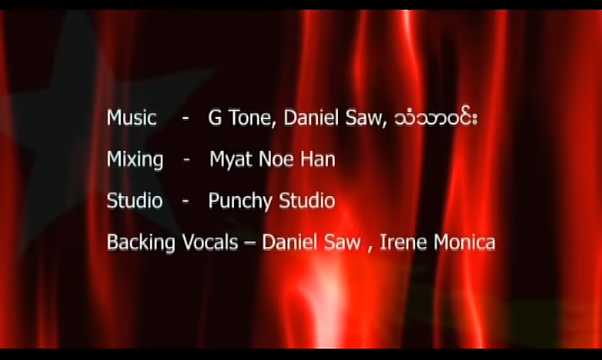 Music - G Tone, Daniel Saw, သံသာဝင်း
Mixing - Myat Noe Han
Studio - Punchy Studio
Backing Vocals – Daniel Saw , Irene Monica